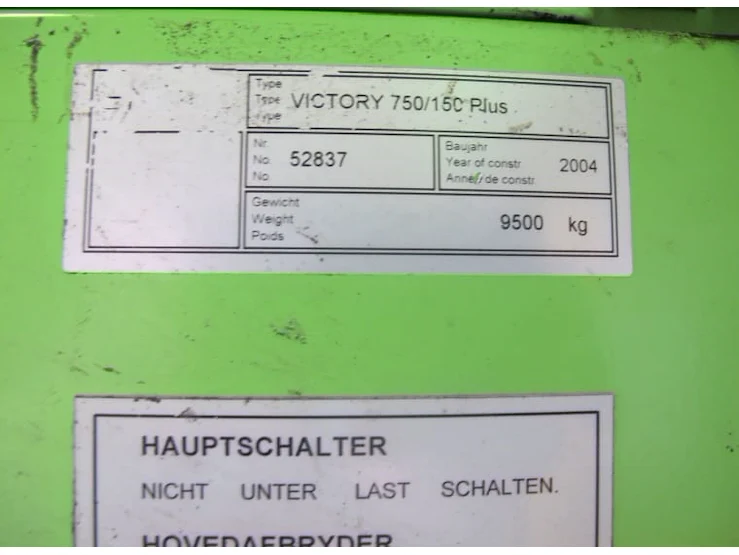 Type
Type VICTORY 750/150 Plus
Type
Nr.
No. 52837
No.
Baujahr
Year of constr. 2004
Année de constr.
Gewicht
Weight 9500 kg
Poids
HAUPTSCHALTER
NICHT UNTER LAST SCHALTEN.
HOVEDAFBRYDER